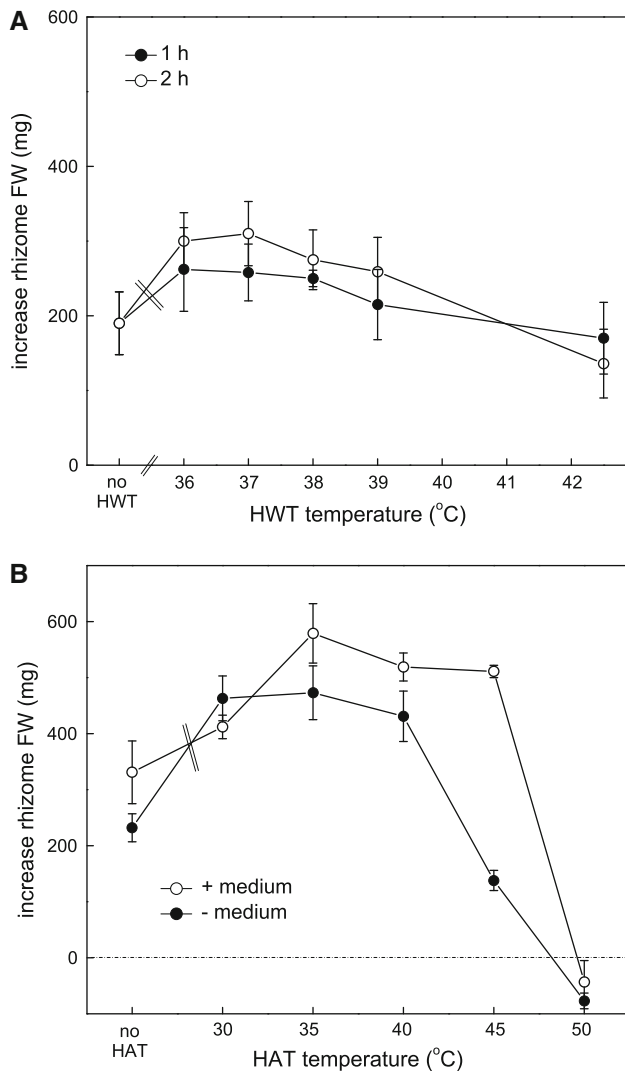 A
600
400
200
0
increase rhizome FW (mg)
1 h
2 h
no
HWT
36 37 38 39 40 41 42
HWT temperature (°C)
B
600
400
200
0
increase rhizome FW (mg)
+ medium
- medium
no
HAT
30 35 40 45 50
HAT temperature (°C)